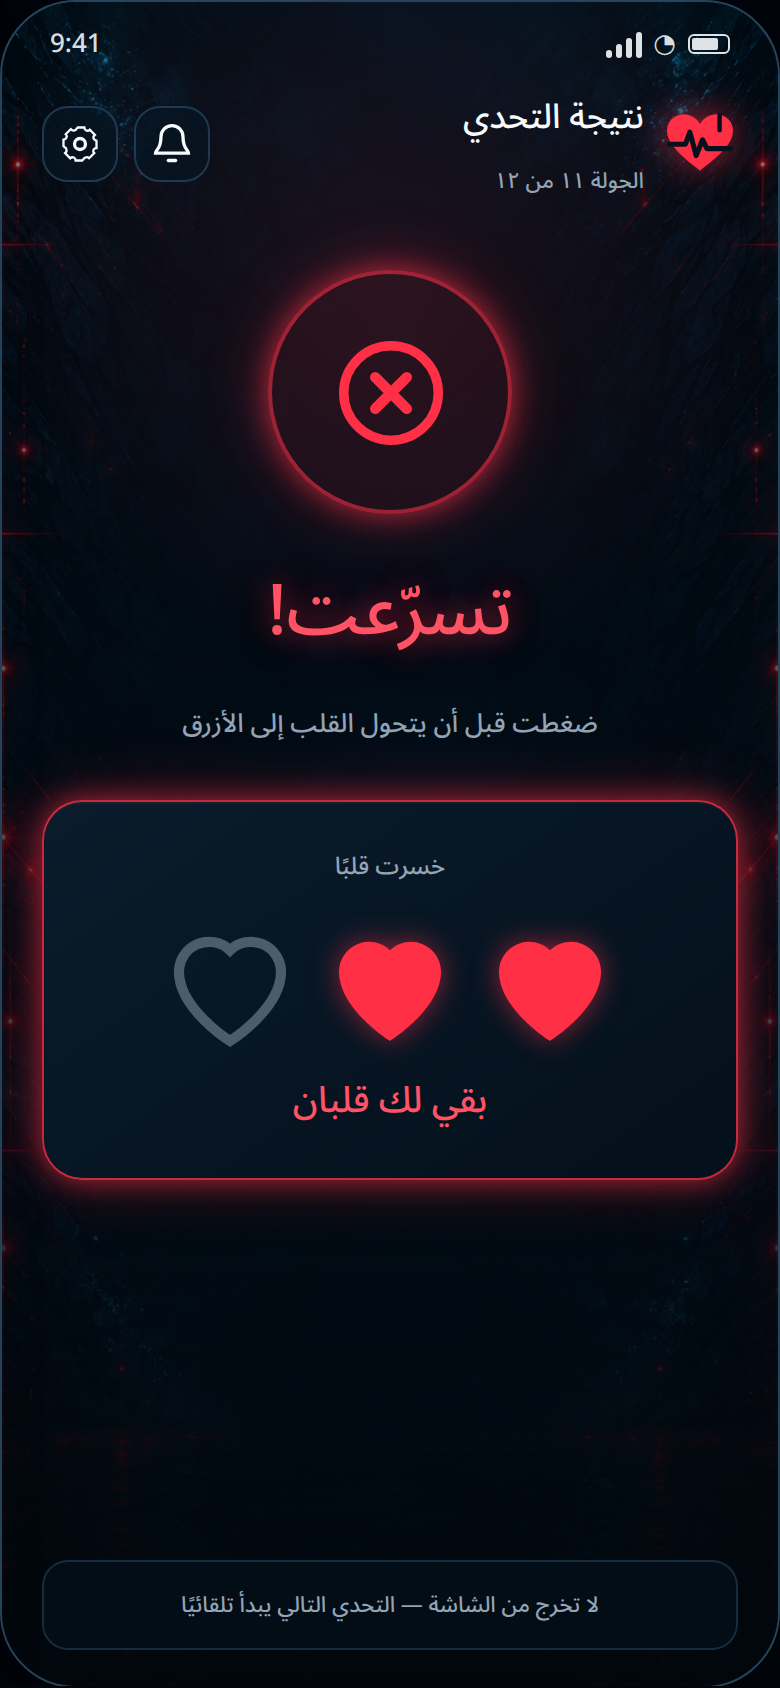 9:41
نتيجة التحدي
الجولة ١١ من ١٢
تسرّعت!
ضغطت قبل أن يتحول القلب إلى الأزرق
خسرت قلبًا
بقي لك قلبان
لا تخرج من الشاشة — التحدي التالي يبدأ تلقائيًا